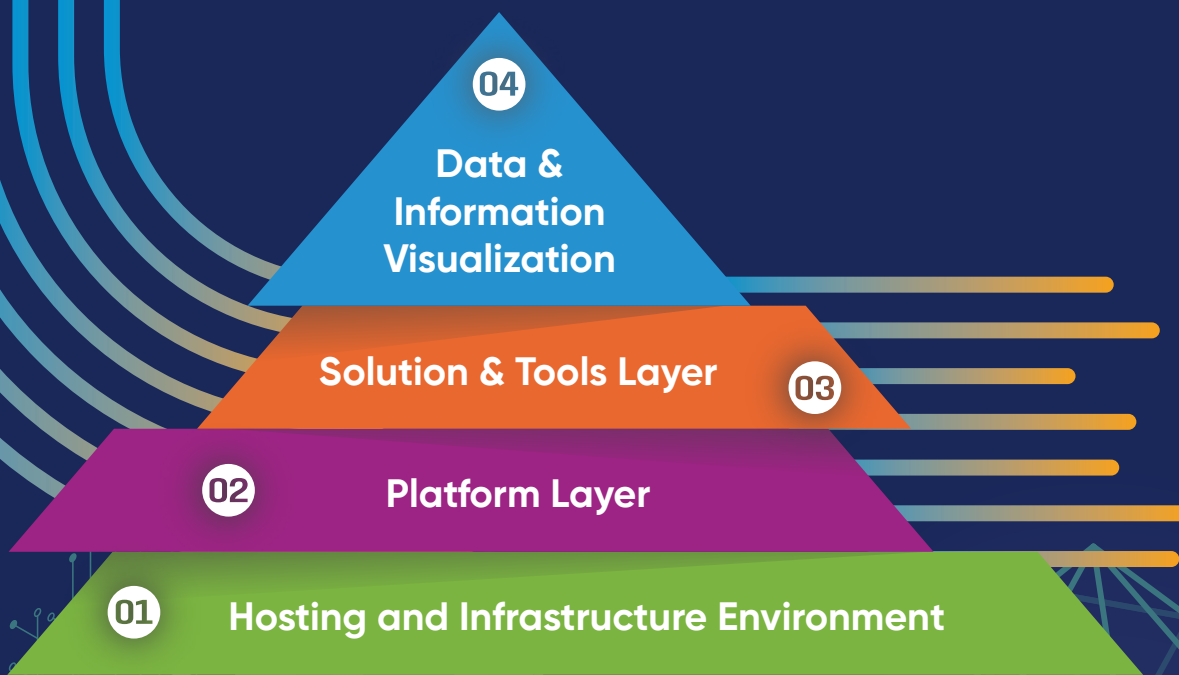 04
Data &
Information
Visualization
Solution & Tools Layer
03
02
Platform Layer
01
Hosting and Infrastructure Environment